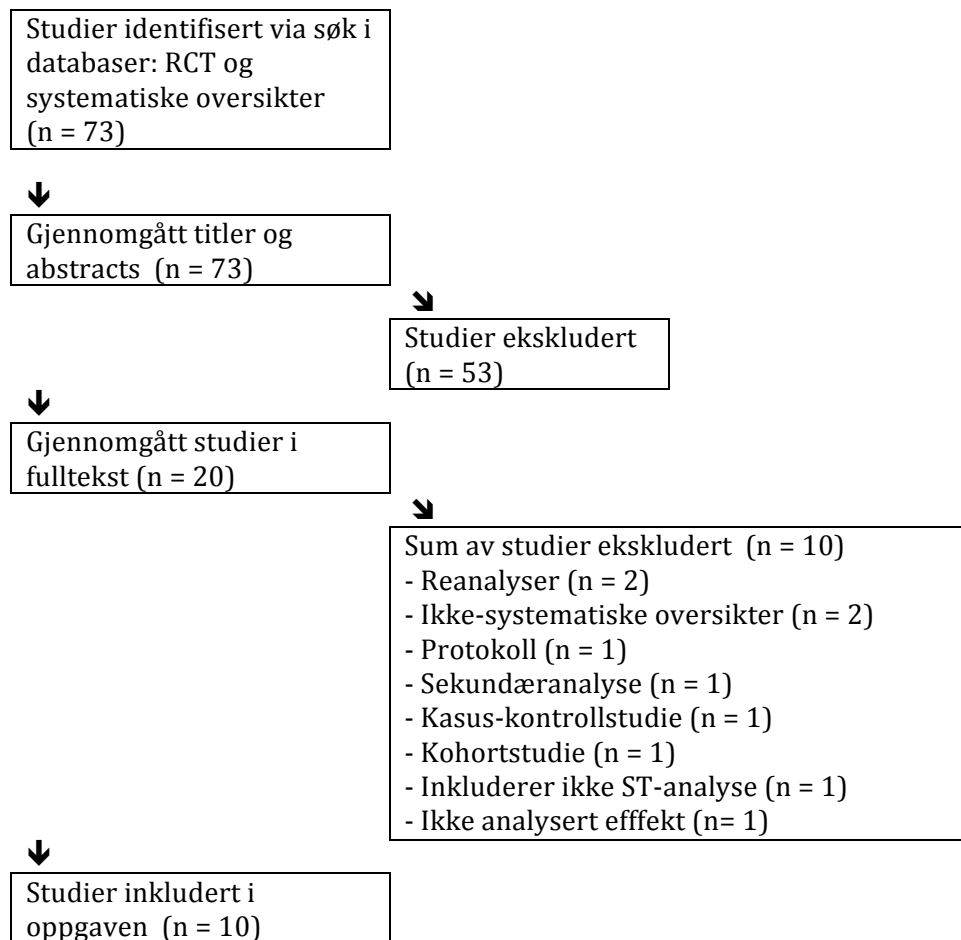 Studier identifisert via søk i
databaser: RCT og
systematiske oversikter
(n = 73)
Gjennomgått titler og
abstracts (n = 73)
Studier ekskludert
(n = 53)
Gjennomgått studier i
fulltekst (n = 20)
Sum av studier ekskludert (n = 10)
- Reanalyser (n = 2)
- Ikke-systematiske oversikter (n = 2)
- Protokoll (n = 1)
- Sekundæranalyse (n = 1)
- Kasus-kontrollstudie (n = 1)
- Kohortstudie (n = 1)
- Inkluderer ikke ST-analyse (n = 1)
- Ikke analysert efffekt (n= 1)
Studier inkludert i
oppgaven (n = 10)